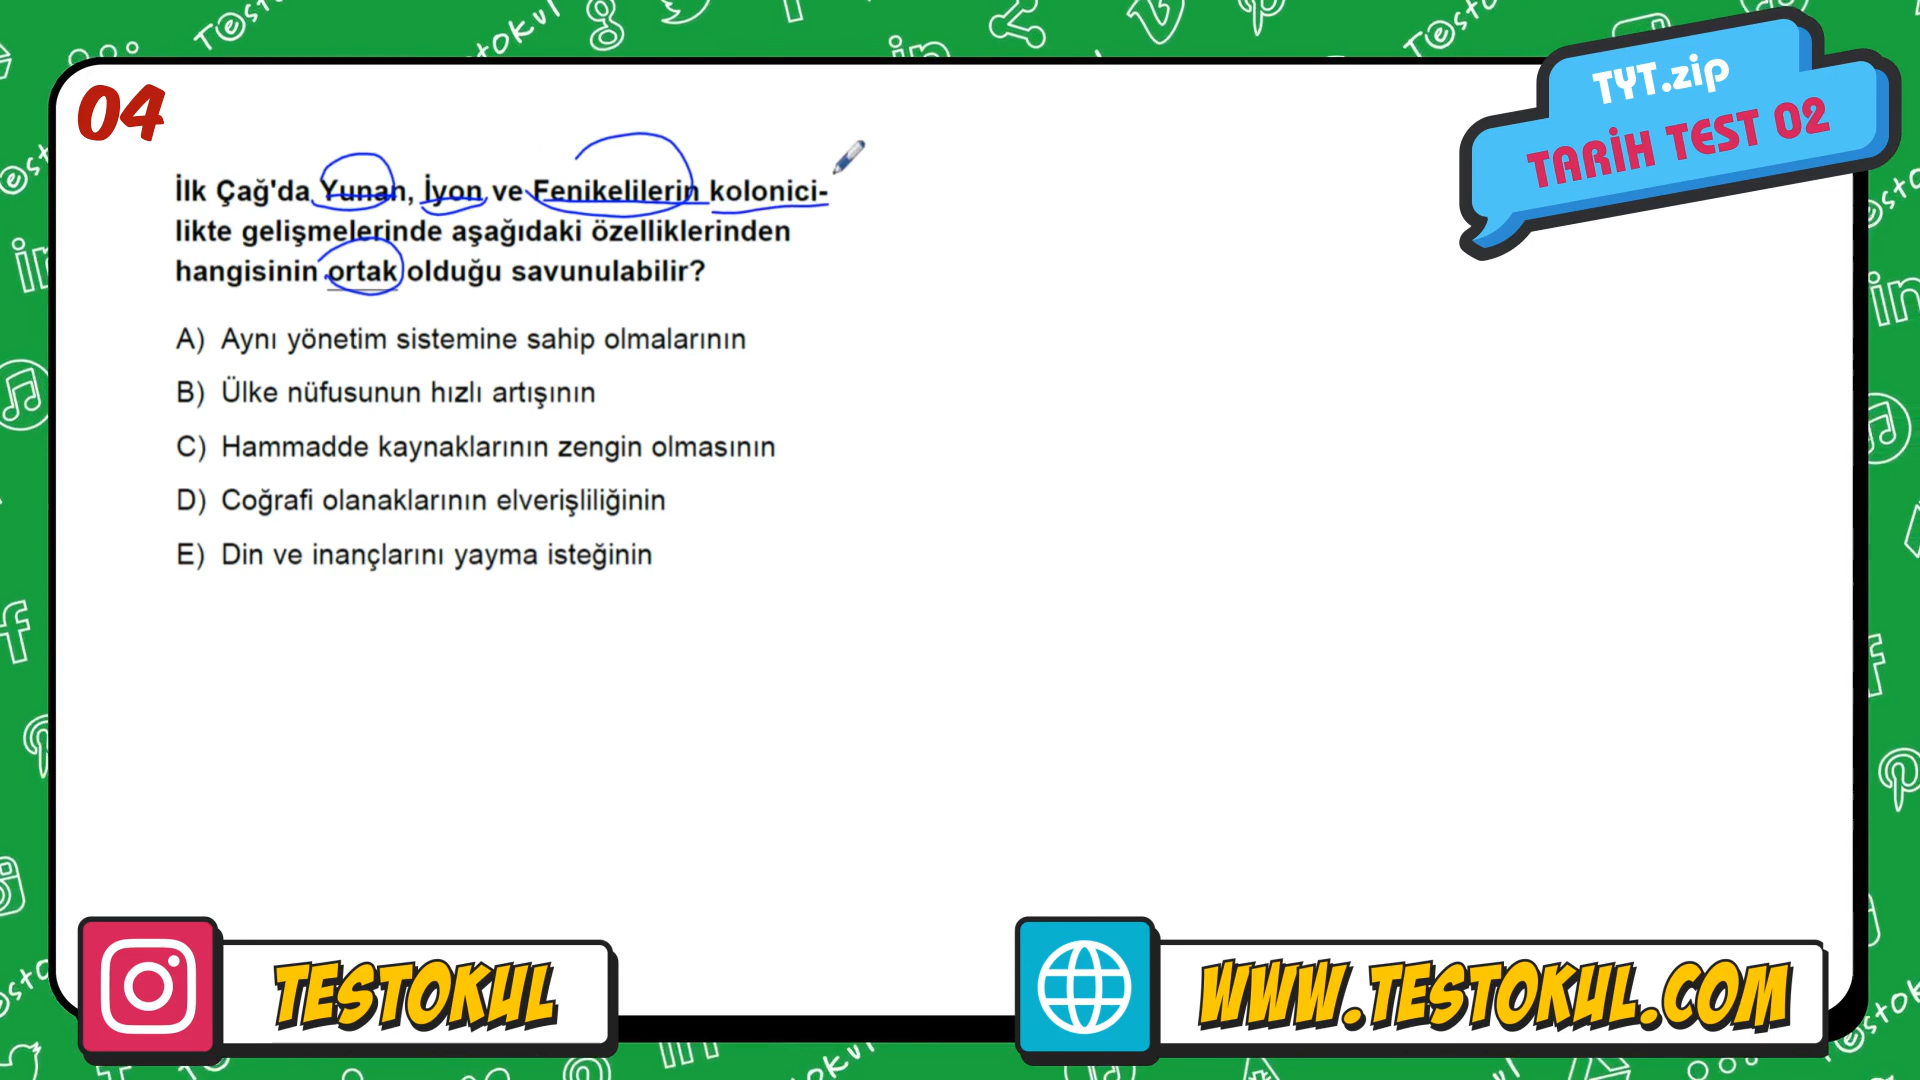 04
TYT.zip
TARİH TEST 02
İlk Çağ'da Yunan, İyon ve Fenikelilerin kolonici-
likte gelişmelerinde aşağıdaki özelliklerinden
hangisinin ortak olduğu savunulabilir?
A) Aynı yönetim sistemine sahip olmalarının
B) Ülke nüfusunun hızlı artışının
C) Hammadde kaynaklarının zengin olmasının
D) Coğrafi olanaklarının elverişliliğinin
E) Din ve inançlarını yayma isteğinin
TESTOKUL
WWW.TESTOKUL.COM